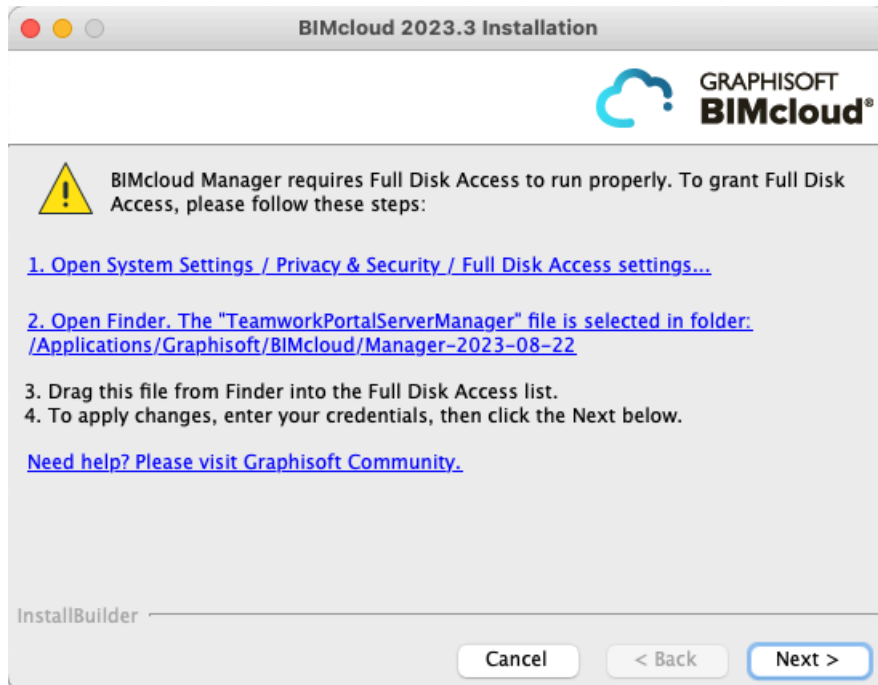 BIMcloud 2023.3 Installation
GRAPHISOFT
BIMcloud®
BIMcloud Manager requires Full Disk Access to run properly. To grant Full Disk
Access, please follow these steps:
1. Open System Settings / Privacy & Security / Full Disk Access settings...
2. Open Finder. The "TeamworkPortalServerManager" file is selected in folder:
/Applications/Graphisoft/BIMcloud/Manager-2023-08-22
3. Drag this file from Finder into the Full Disk Access list.
4. To apply changes, enter your credentials, then click the Next below.
Need help? Please visit Graphisoft Community.
InstallBuilder
Cancel < Back Next >